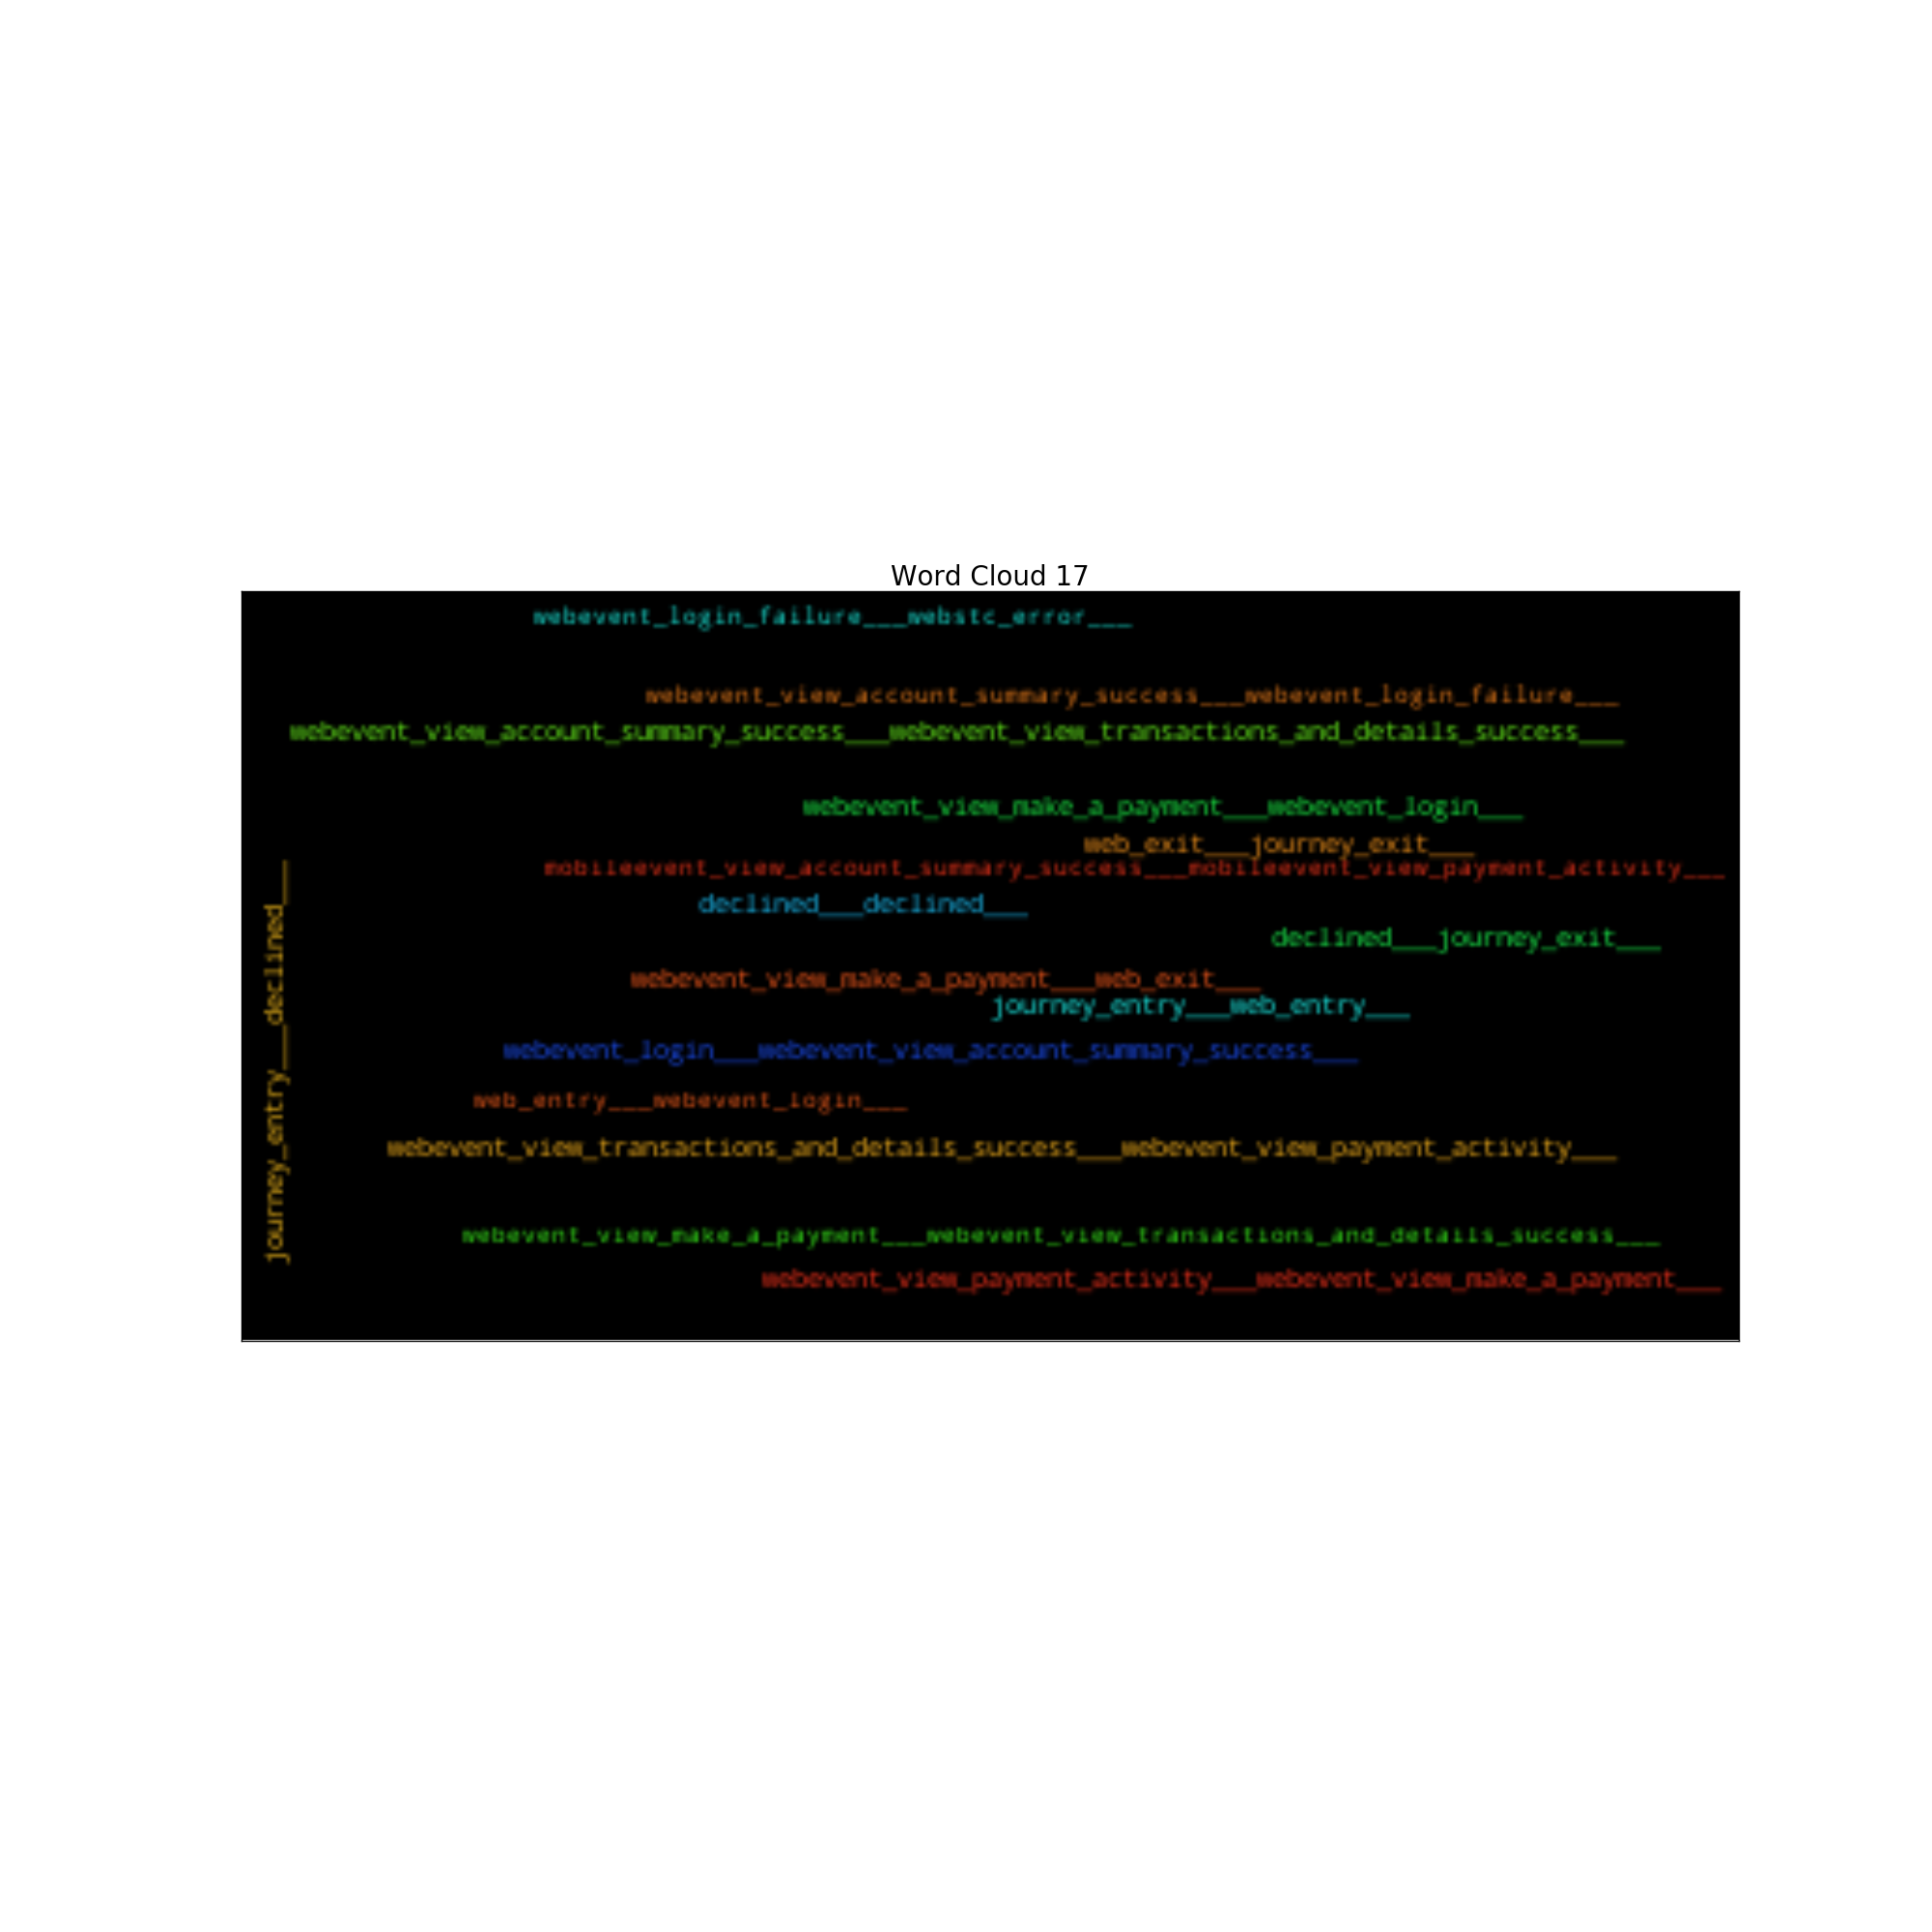 Word Cloud 17
webevent_login_failure___webstc_error___
webevent_view_account_summary_success___webevent_login_failure___
webevent_view_account_summary_success___webevent_view_transactions_and_details_success___
webevent_view_make_a_payment___webevent_login___
web_exit___journey_exit___
mobileevent_view_account_summary_success___mobileevent_view_payment_activity___
journey_entry___declined___
declined___declined___
declined___journey_exit___
webevent_view_make_a_payment___web_exit___
journey_entry___web_entry___
webevent_login___webevent_view_account_summary_success___
web_entry___webevent_login___
webevent_view_transactions_and_details_success___webevent_view_payment_activity___
webevent_view_make_a_payment___webevent_view_transactions_and_details_success___
webevent_view_payment_activity___webevent_view_make_a_payment___